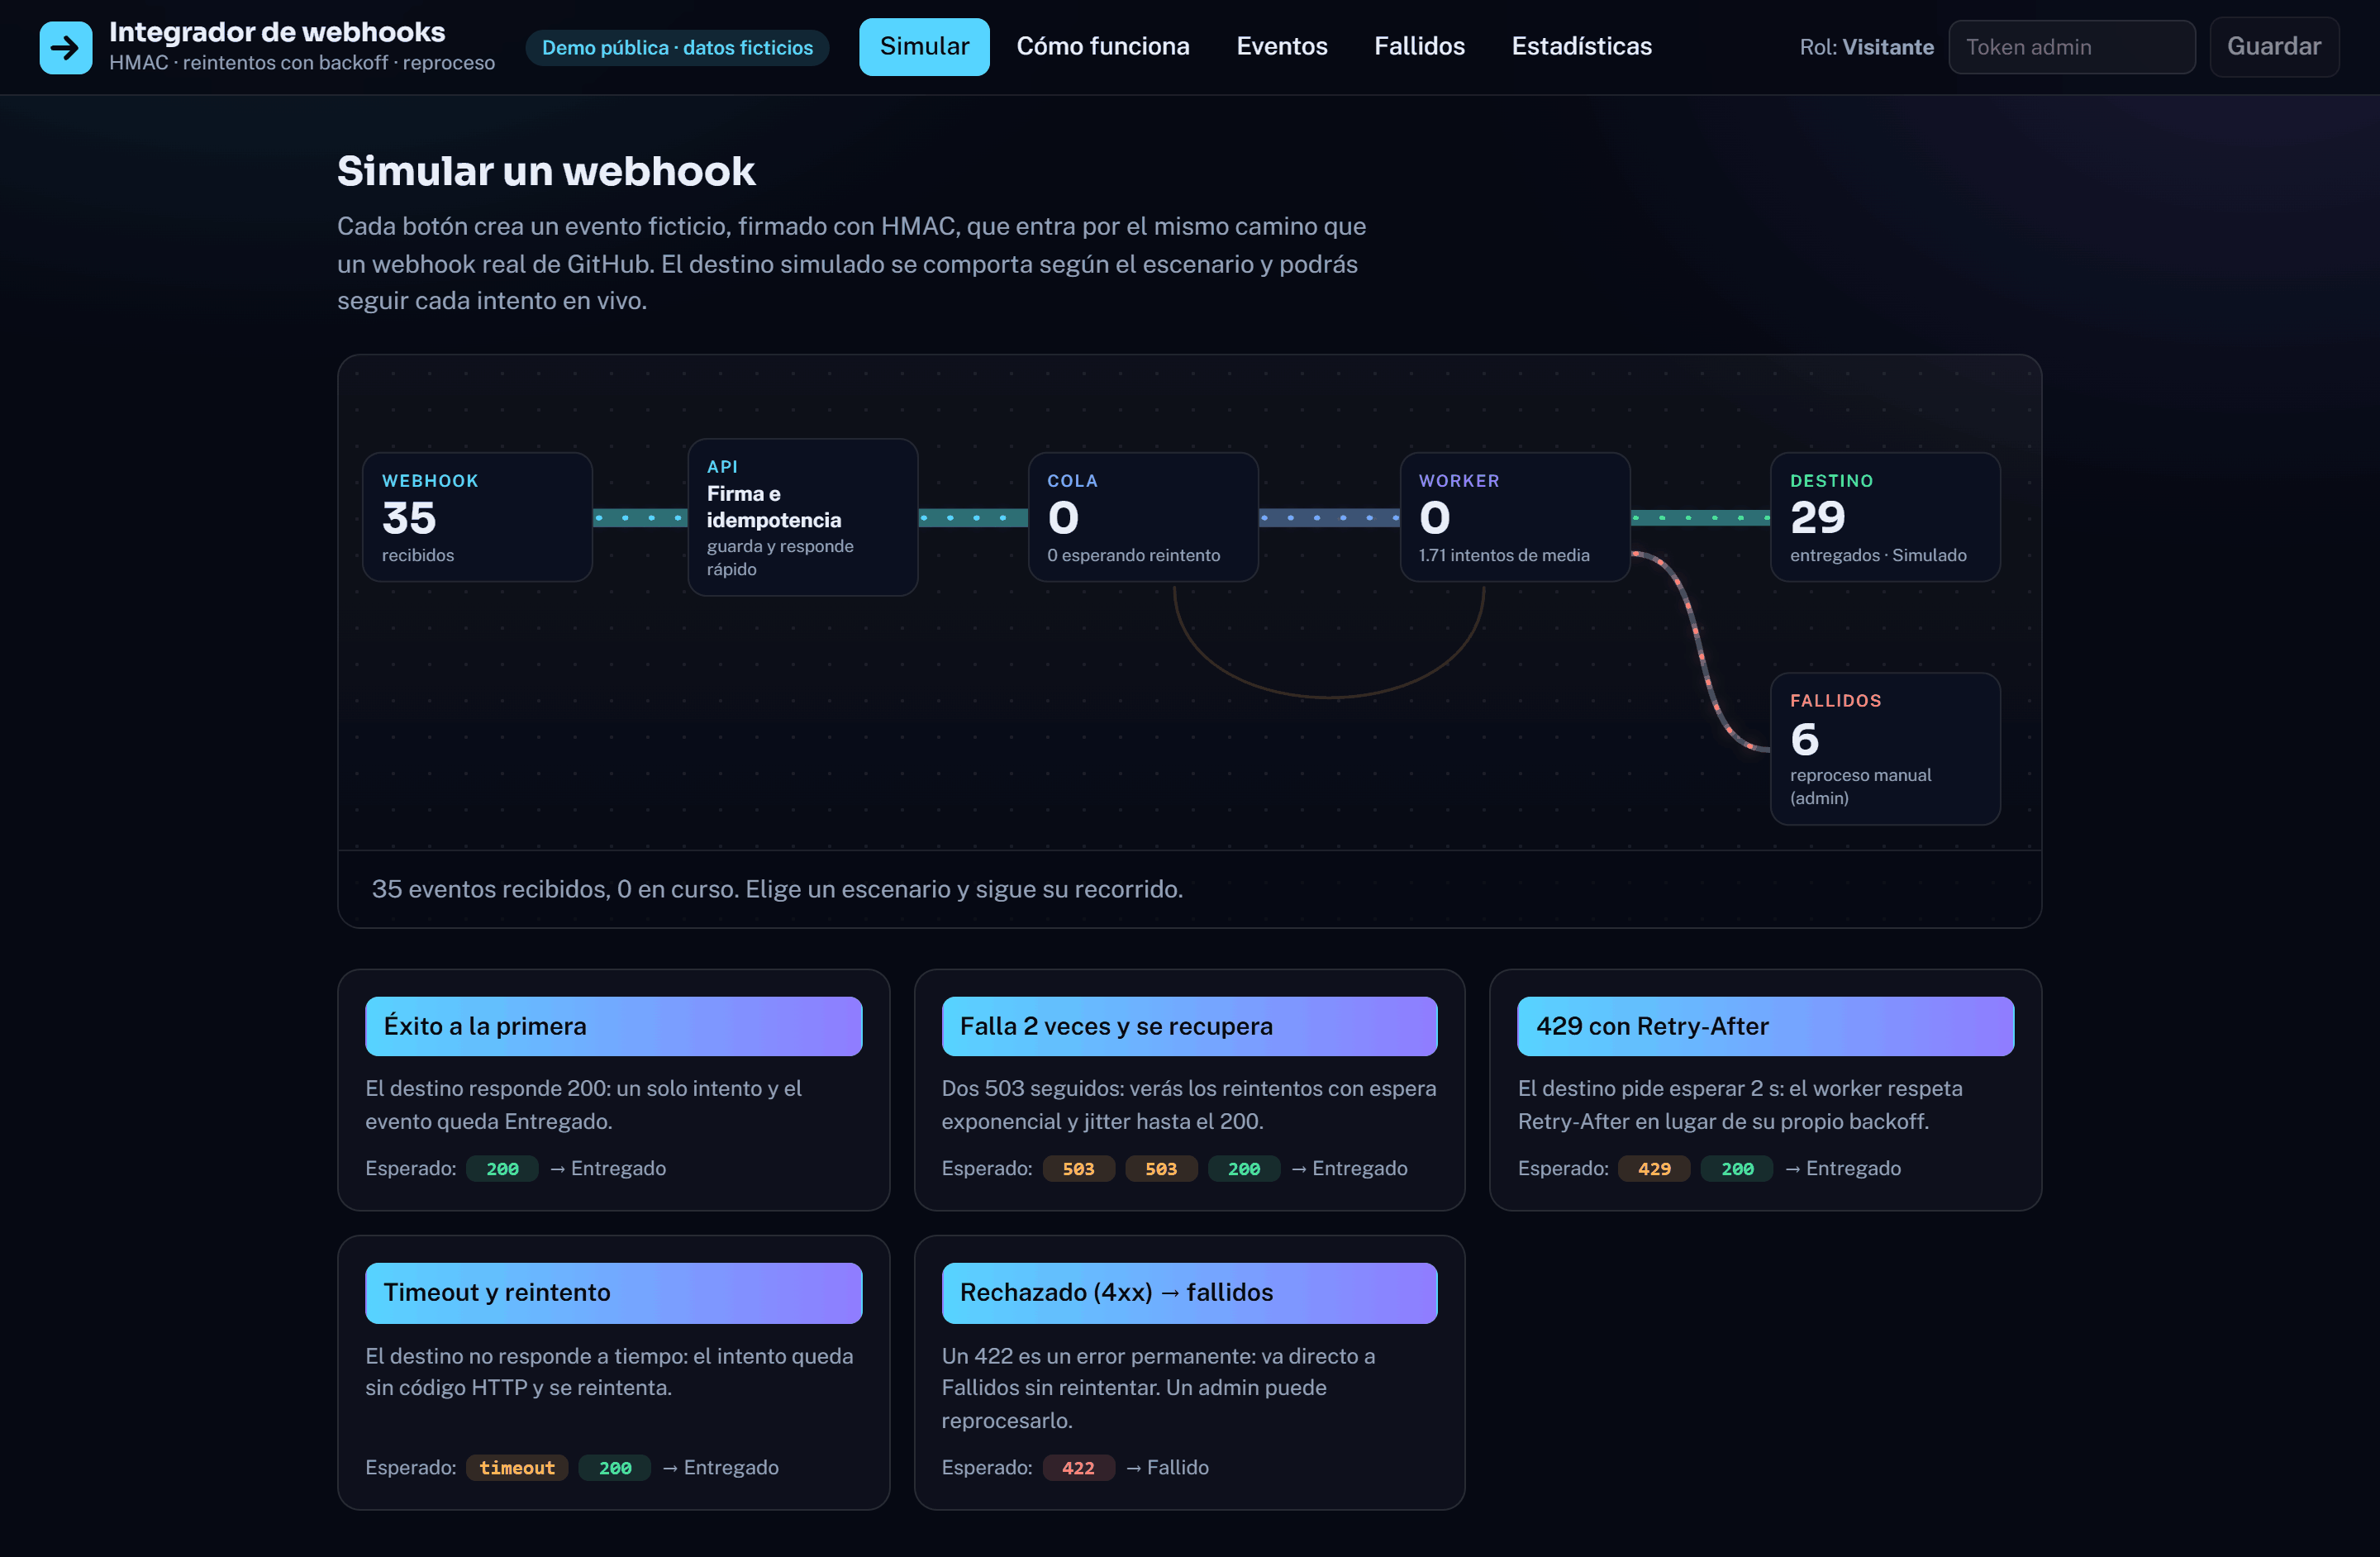 Integrador de webhooks
HMAC · reintentos con backoff · reproceso
Demo pública · datos ficticios
Simular
Cómo funciona
Eventos
Fallidos
Estadísticas
Rol: Visitante
Token admin
Guardar
Simular un webhook
Cada botón crea un evento ficticio, firmado con HMAC, que entra por el mismo camino que
un webhook real de GitHub. El destino simulado se comporta según el escenario y podrás
seguir cada intento en vivo.
WEBHOOK
35
recibidos
API
Firma e
idempotencia
guarda y responde
rápido
COLA
0
0 esperando reintento
WORKER
0
1.71 intentos de media
DESTINO
29
entregados · Simulado
FALLIDOS
6
reproceso manual
(admin)
35 eventos recibidos, 0 en curso. Elige un escenario y sigue su recorrido.
Éxito a la primera
El destino responde 200: un solo intento y el
evento queda Entregado.
Esperado: 200 → Entregado
Falla 2 veces y se recupera
Dos 503 seguidos: verás los reintentos con espera
exponencial y jitter hasta el 200.
Esperado: 503 503 200 → Entregado
429 con Retry-After
El destino pide esperar 2 s: el worker respeta
Retry-After en lugar de su propio backoff.
Esperado: 429 200 → Entregado
Timeout y reintento
El destino no responde a tiempo: el intento queda
sin código HTTP y se reintenta.
Esperado: timeout 200 → Entregado
Rechazado (4xx) → fallidos
Un 422 es un error permanente: va directo a
Fallidos sin reintentar. Un admin puede
reprocesarlo.
Esperado: 422 → Fallido